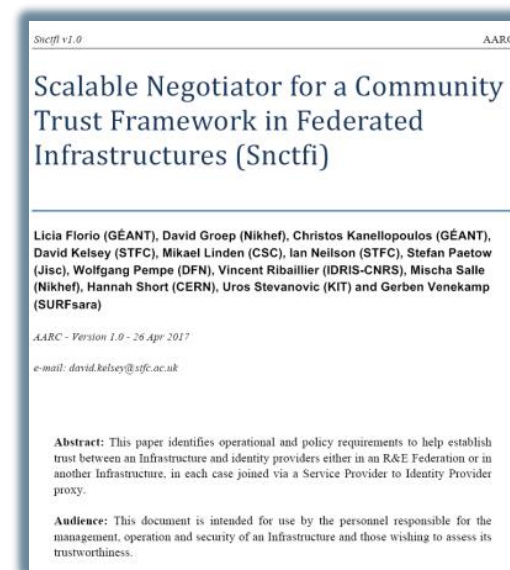 Snctfi v1.0 AARC
Scalable Negotiator for a Community
Trust Framework in Federated
Infrastructures (Snctfi)
Licia Florio (GÉANT), David Groep (Nikhef), Christos Kanellopoulos (GÉANT),
David Kelsey (STFC), Mikael Linden (CSC), Ian Neilson (STFC), Stefan Paetow
(Jisc), Wolfgang Pempe (DFN), Vincent Ribaillier (IDRIS-CNRS), Mischa Salle
(Nikhef), Hannah Short (CERN), Uros Stevanovic (KIT) and Gerben Venekamp
(SURFsara)
AARC - Version 1.0 - 26 Apr 2017
e-mail: david.kelsey@stfc.ac.uk
Abstract: This paper identifies operational and policy requirements to help establish
trust between an Infrastructure and identity providers either in an R&E Federation or in
another Infrastructure, in each case joined via a Service Provider to Identity Provider
proxy.
Audience: This document is intended for use by the personnel responsible for the
management, operation and security of an Infrastructure and those wishing to assess its
trustworthiness.